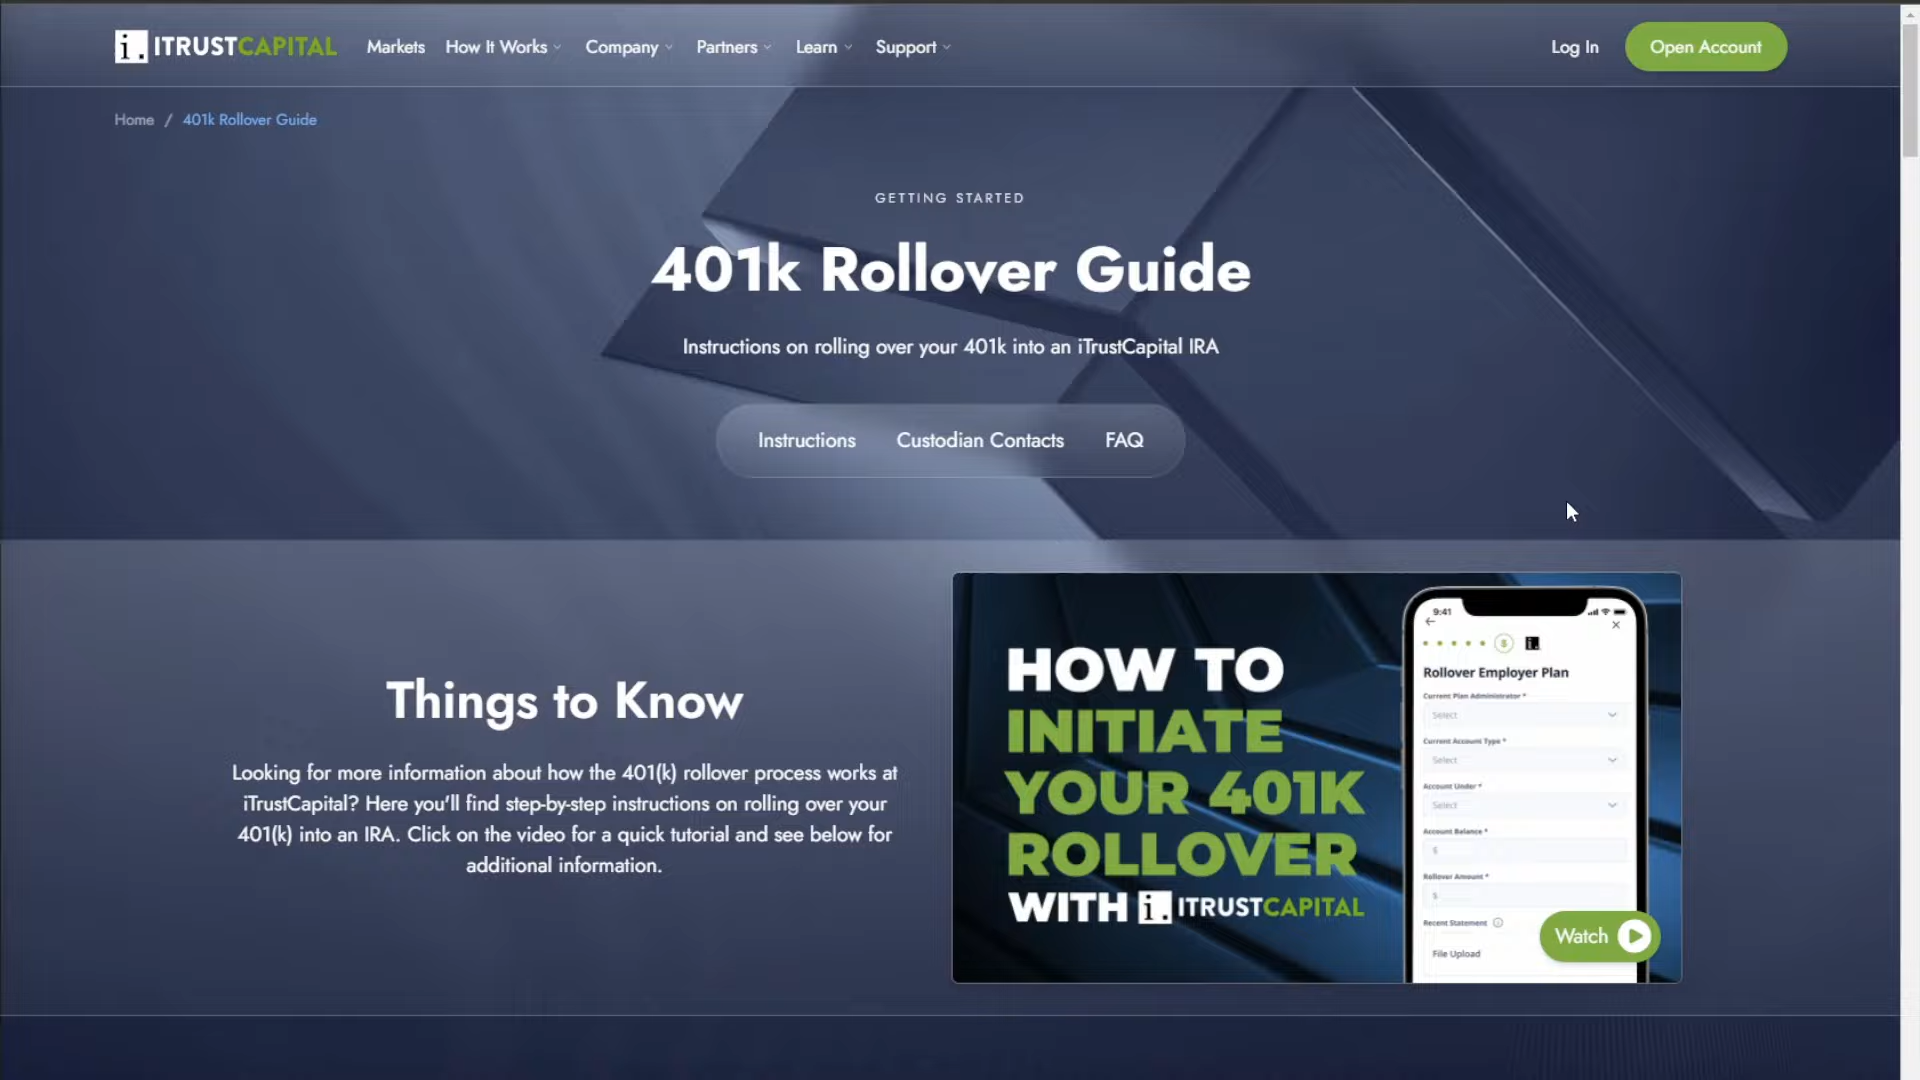 i. ITRUSTCAPITAL Markets How It Works Company Partners Learn Support Log In Open Account
Home / 401k Rollover Guide
GETTING STARTED
401k Rollover Guide
Instructions on rolling over your 401k into an iTrustCapital IRA
Instructions Custodian Contacts FAQ
Things to Know
Looking for more information about how the 401(k) rollover process works at
iTrustCapital? Here you'll find step-by-step instructions on rolling over your
401(k) into an IRA. Click on the video for a quick tutorial and see below for
additional information.
HOW TO
INITIATE
YOUR 401K
ROLLOVER
WITH i. ITRUSTCAPITAL
9:41
$ i.
Rollover Employer Plan
Current Plan Administrator *
Select
Current Account Type *
Select
Account Under *
Select
Account Balance *
$
Rollover Amount *
$
Recent Statement
File Upload
Watch